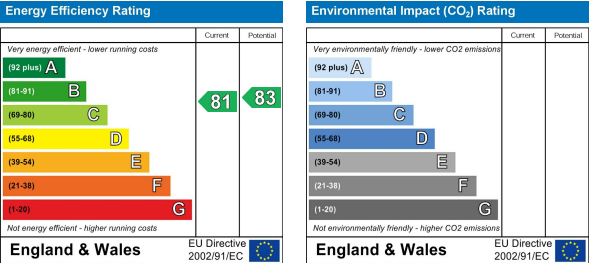 Energy Efficiency Rating
Current Potential
Very energy efficient - lower running costs
(92 plus) A
(81-91) B
(69-80) C
(55-68) D
(39-54) E
(21-38) F
(1-20) G
81 83
Not energy efficient - higher running costs
England & Wales
EU Directive
2002/91/EC
Environmental Impact (CO2) Rating
Current Potential
Very environmentally friendly - lower CO2 emissions
(92 plus) A
(81-91) B
(69-80) C
(55-68) D
(39-54) E
(21-38) F
(1-20) G
Not environmentally friendly - higher CO2 emissions
England & Wales
EU Directive
2002/91/EC